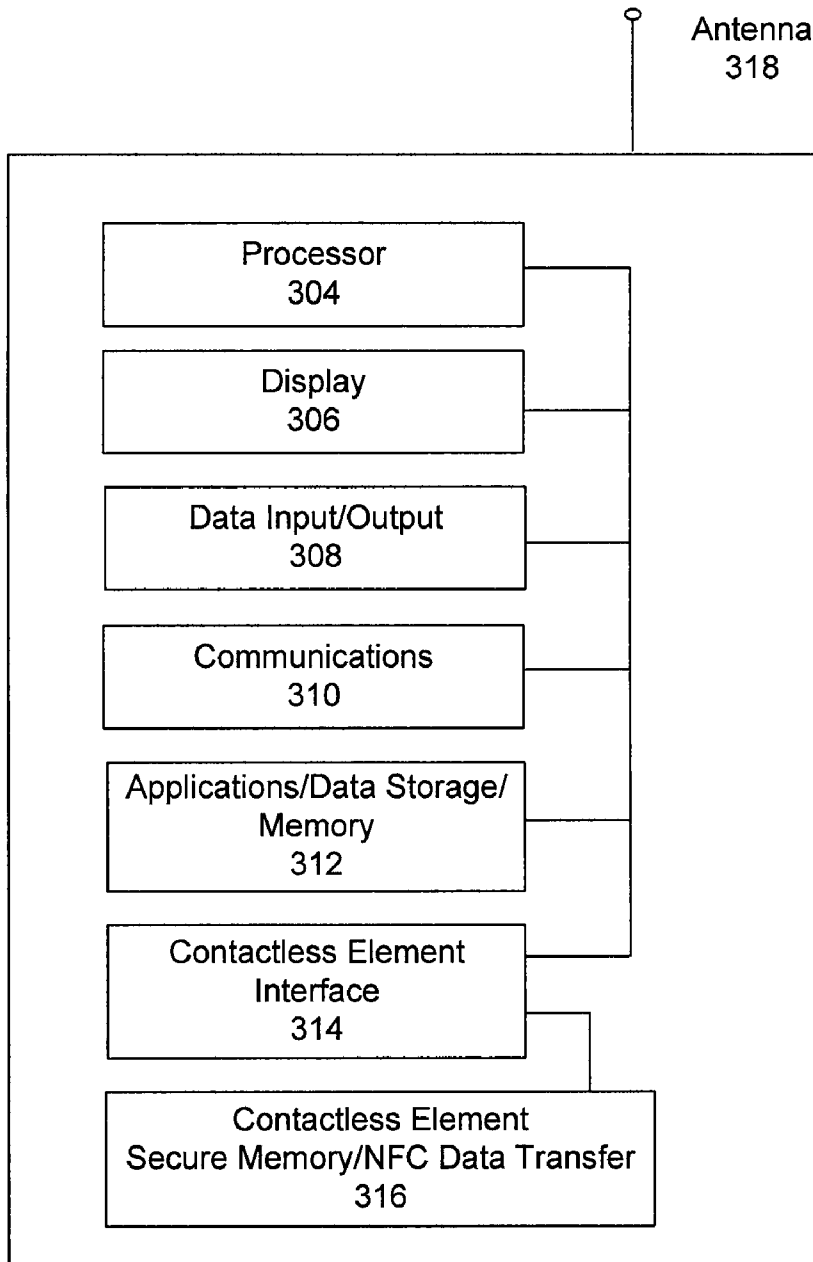 Antenna
318
Processor
304
Display
306
Data Input/Output
308
Communications
310
Applications/Data Storage/
Memory
312
Contactless Element
Interface
314
Contactless Element
Secure Memory/NFC Data Transfer
316